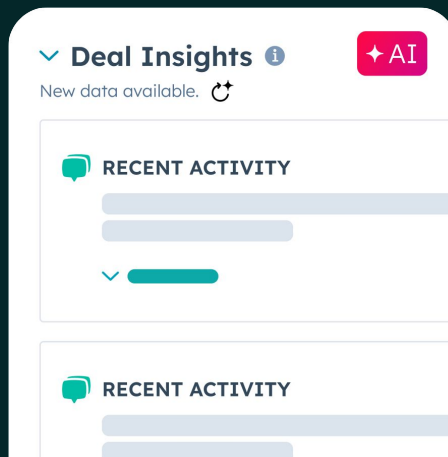 Deal Insights
AI
New data available.
RECENT ACTIVITY
RECENT ACTIVITY